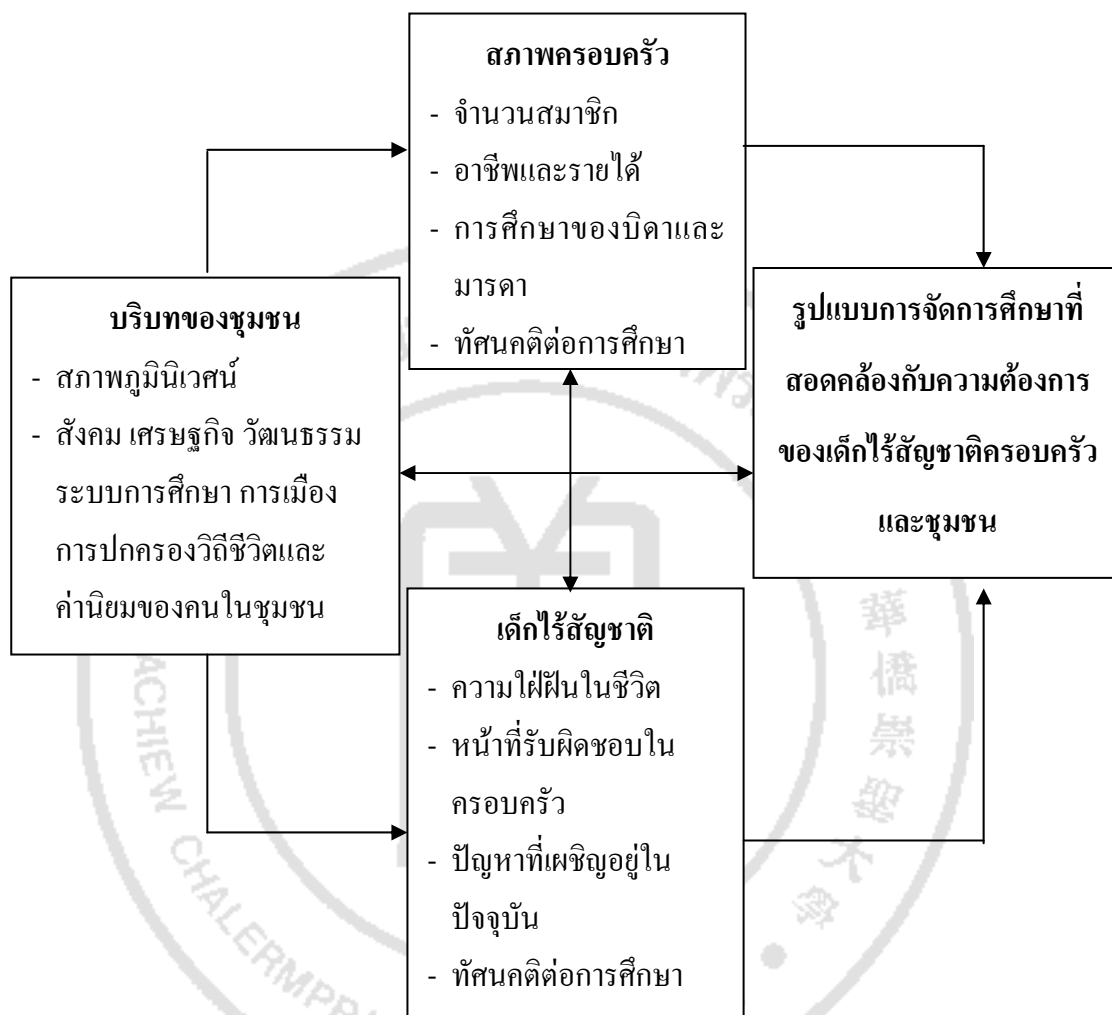 สภาพครอบครัว
- จำนวนสมาชิก
- อาชีพและรายได้
- การศึกษาของบิดาและ
มารดา
- ทัศนคติต่อการศึกษา
บริบทของชุมชน
- สภาพภูมินิเวศน์
- สังคม เศรษฐกิจ วัฒนธรรม
ระบบการศึกษา การเมือง
การปกครองวิถีชีวิตและ
ค่านิยมของคนในชุมชน
รูปแบบการจัดการศึกษาที่
สอดคล้องกับความต้องการ
ของเด็กไร้สัญชาติครอบครัว
และชุมชน
เด็กไร้สัญชาติ
- ความใฝ่ฝันในชีวิต
- หน้าที่รับผิดชอบใน
ครอบครัว
- ปัญหาที่เผชิญอยู่ใน
ปัจจุบัน
- ทัศนคติต่อการศึกษา
ACHIEW CHALERMPRA
華僑崇聖大學